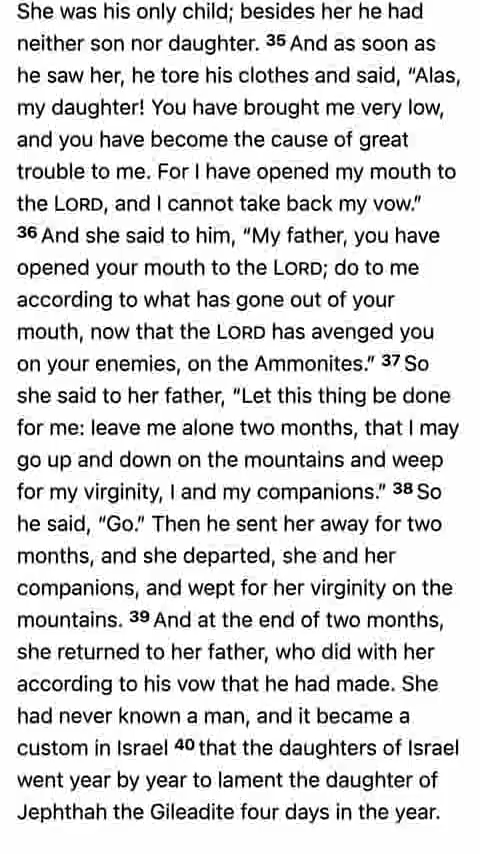 She was his only child; besides her he had
neither son nor daughter. 35 And as soon as
he saw her, he tore his clothes and said, “Alas,
my daughter! You have brought me very low,
and you have become the cause of great
trouble to me. For I have opened my mouth to
the LORD, and I cannot take back my vow.”
36 And she said to him, “My father, you have
opened your mouth to the LORD; do to me
according to what has gone out of your
mouth, now that the LORD has avenged you
on your enemies, on the Ammonites.” 37 So
she said to her father, “Let this thing be done
for me: leave me alone two months, that I may
go up and down on the mountains and weep
for my virginity, I and my companions.” 38 So
he said, “Go.” Then he sent her away for two
months, and she departed, she and her
companions, and wept for her virginity on the
mountains. 39 And at the end of two months,
she returned to her father, who did with her
according to his vow that he had made. She
had never known a man, and it became a
custom in Israel 40 that the daughters of Israel
went year by year to lament the daughter of
Jephthah the Gileadite four days in the year.